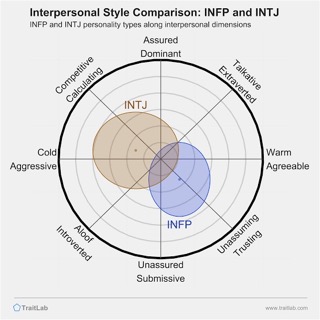 Interpersonal Style Comparison: INFP and INTJ
INFP and INTJ personality types along interpersonal dimensions
Assured
Dominant
Competitive
Calculating
Talkative
Extraverted
INTJ
Cold
Aggressive
Warm
Agreeable
INFP
Aloof
Introverted
Unassuming
Trusting
Unassured
Submissive
TraitLab
www.traitlab.com